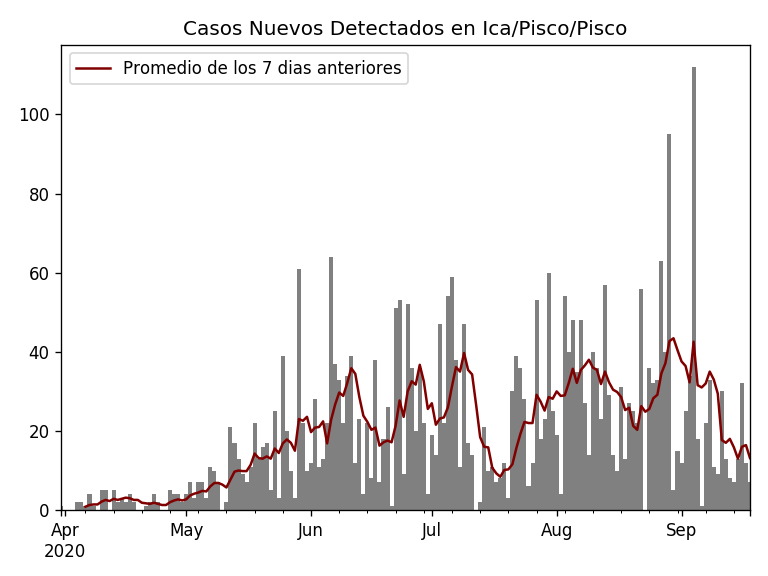 Casos Nuevos Detectados en Ica/Pisco/Pisco
Promedio de los 7 dias anteriores
100
80
60
40
20
0
Apr May Jun Jul Aug Sep
2020